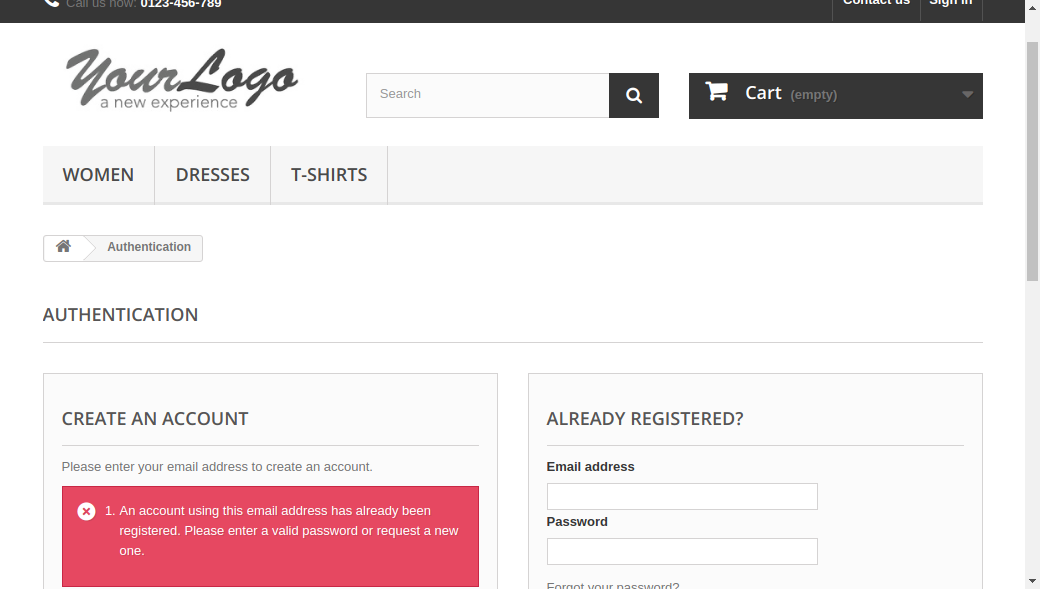 Call us now: 0123-456-789
Contact us
Sign in
YourLogo
a new experience
Search
Cart (empty)
WOMEN
DRESSES
T-SHIRTS
Authentication
AUTHENTICATION
CREATE AN ACCOUNT
Please enter your email address to create an account.
1. An account using this email address has already been
registered. Please enter a valid password or request a new
one.
ALREADY REGISTERED?
Email address
Password
Forgot your password?